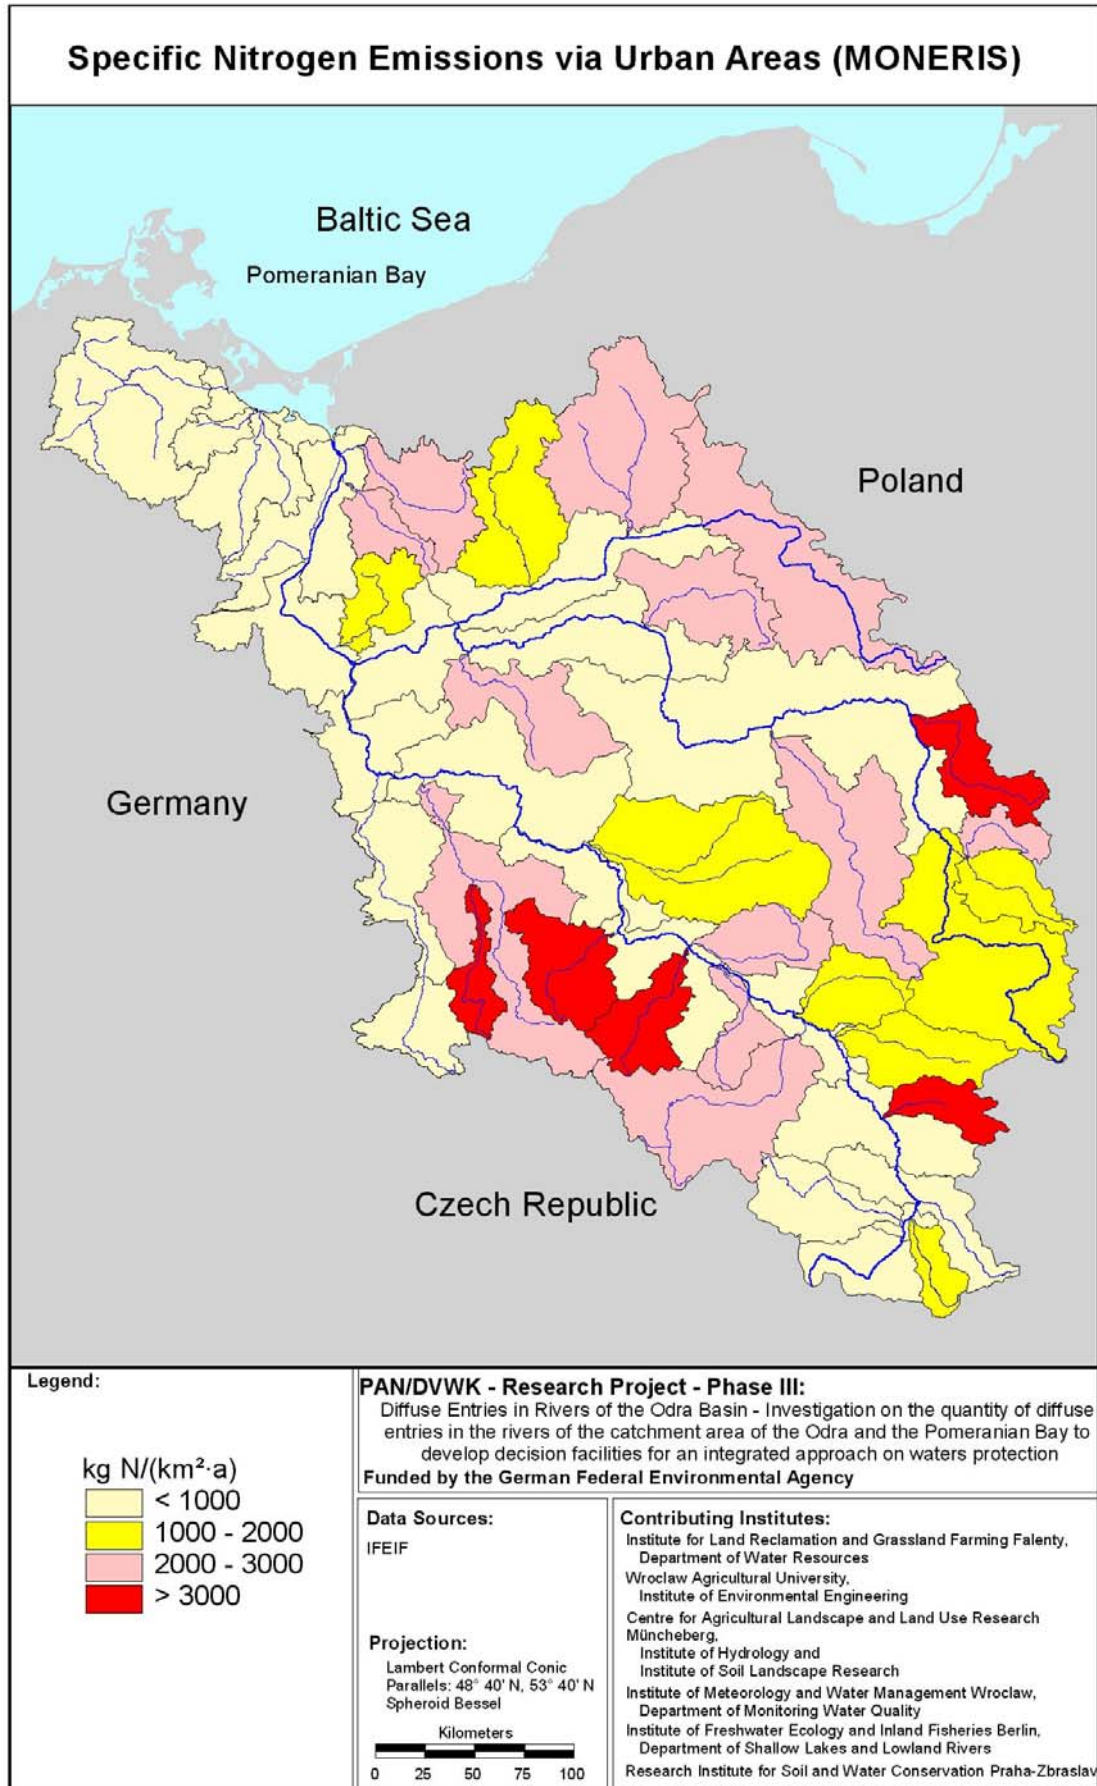 Specific Nitrogen Emissions via Urban Areas (MONERIS)
Baltic Sea
Pomeranian Bay
Poland
Germany
Czech Republic
Legend:
kg N/(km²·a)
< 1000
1000 - 2000
2000 - 3000
> 3000
PAN/DVWK - Research Project - Phase III:
Diffuse Entries in Rivers of the Odra Basin - Investigation on the quantity of diffuse
entries in the rivers of the catchment area of the Odra and the Pomeranian Bay to
develop decision facilities for an integrated approach on waters protection
Funded by the German Federal Environmental Agency
Data Sources:
IFEIF
Projection:
Lambert Conformal Conic
Parallels: 48° 40' N, 53° 40' N
Spheroid Bessel
Kilometers
0 25 50 75 100
Contributing Institutes:
Institute for Land Reclamation and Grassland Farming Falenty,
Department of Water Resources
Wroclaw Agricultural University,
Institute of Environmental Engineering
Centre for Agricultural Landscape and Land Use Research
Müncheberg,
Institute of Hydrology and
Institute of Soil Landscape Research
Institute of Meteorology and Water Management Wroclaw,
Department of Monitoring Water Quality
Institute of Freshwater Ecology and Inland Fisheries Berlin,
Department of Shallow Lakes and Lowland Rivers
Research Institute for Soil and Water Conservation Praha-Zbraslav